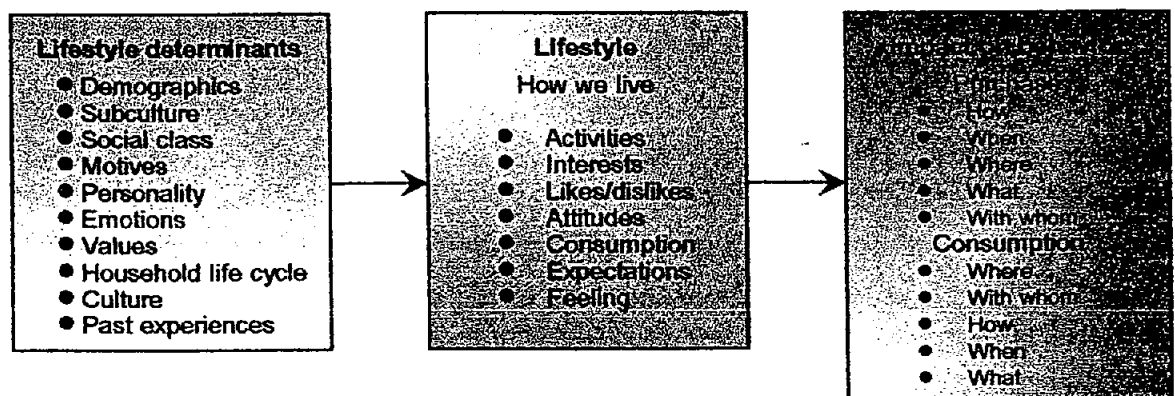 Lifestyle determinants
● Demographics
● Subculture
● Social class
● Motives
● Personality
● Emotions
● Values
● Household life cycle
● Culture
● Past experiences
Lifestyle
How we live
● Activities
● Interests
● Likes/dislikes
● Attitudes
● Consumption
● Expectations
● Feeling
Purchases
● How
● When
● Where
● What
● With whom
Consumption
● Where
● With whom
● How
● When
● What